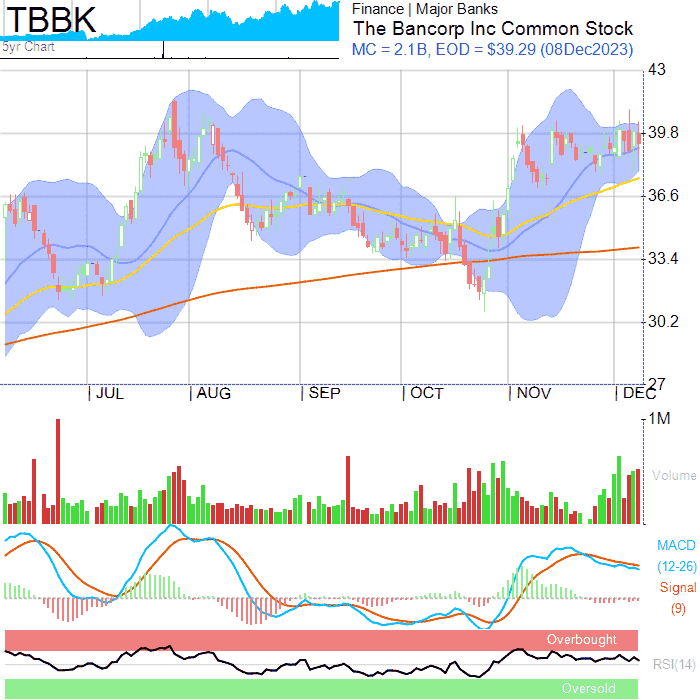 TBBK
5yr Chart
Finance | Major Banks
The Bancorp Inc Common Stock
MC = 2.1B, EOD = $39.29 (08Dec2023)
43
39.8
36.6
33.4
30.2
27
JUL AUG SEP OCT NOV DEC
1M
Volume
MACD
(12-26)
Signal
(9)
Overbought
RSI(14)
Oversold